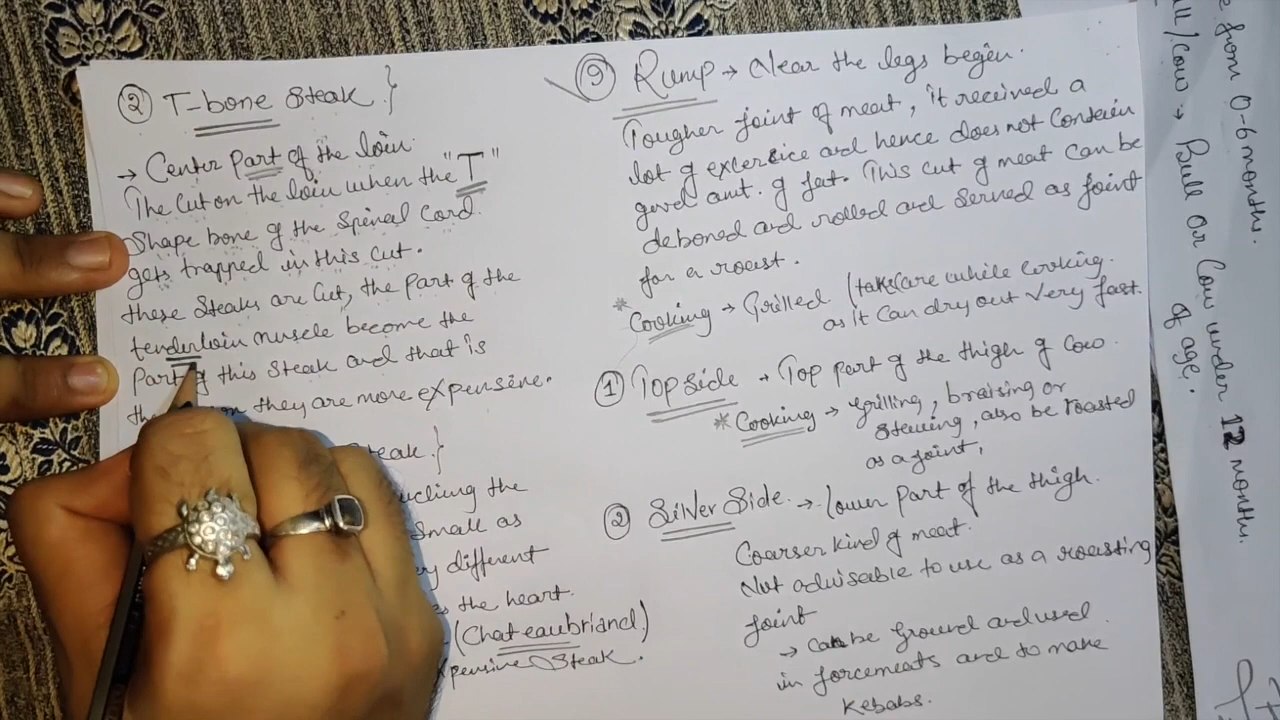 ② T-bone Steak }
→ Center Part of the loin.
The Cut on the loin when the "T"
Shape bone of the Spinal Cord
gets trapped in this cut.
these Steaks are Cut, the Part of the
tenderloin muscle become the
Part of this Steak and that is
they are more expensive.
eak. }
the
Small as
different
the heart.
(Chateaubriand.)
Steak.
⑨ Rump → Near the legs begin.
Tougher joint of meat, it received a
lot of exercice and hence does not Contain
good amt. of fat. This cut of meat can be
deboned and rolled and Served as joint
for a roast.
* Cooking → Grilled (take Care while Cooking.
as it Can dry out Very fast.
① Top Side → Top part of the thigh of Cow.
* Cooking → grilling, braising or
Stewing, also be roasted
as a joint,
② Silver Side. → lower Part of the thigh.
Coarser kind of meat.
Not adviseable to use as a roasting
joint
→ Can be ground and used.
in forcemeats and to make
Kebabs.
from 0-6 months.
/Cow → Bull or Cow under 12 months.
of age.